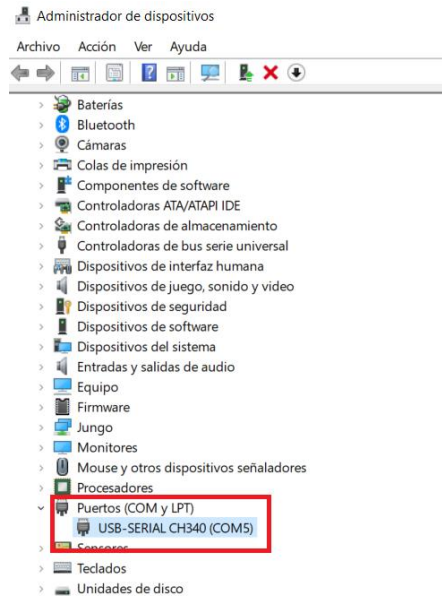 Administrador de dispositivos
Archivo Acción Ver Ayuda
Baterías
Bluetooth
Cámaras
Colas de impresión
Componentes de software
Controladoras ATA/ATAPI IDE
Controladoras de almacenamiento
Controladoras de bus serie universal
Dispositivos de interfaz humana
Dispositivos de juego, sonido y video
Dispositivos de seguridad
Dispositivos de software
Dispositivos del sistema
Entradas y salidas de audio
Equipo
Firmware
Jungo
Monitores
Mouse y otros dispositivos señaladores
Procesadores
Puertos (COM y LPT)
USB-SERIAL CH340 (COM5)
Sensores
Teclados
Unidades de disco